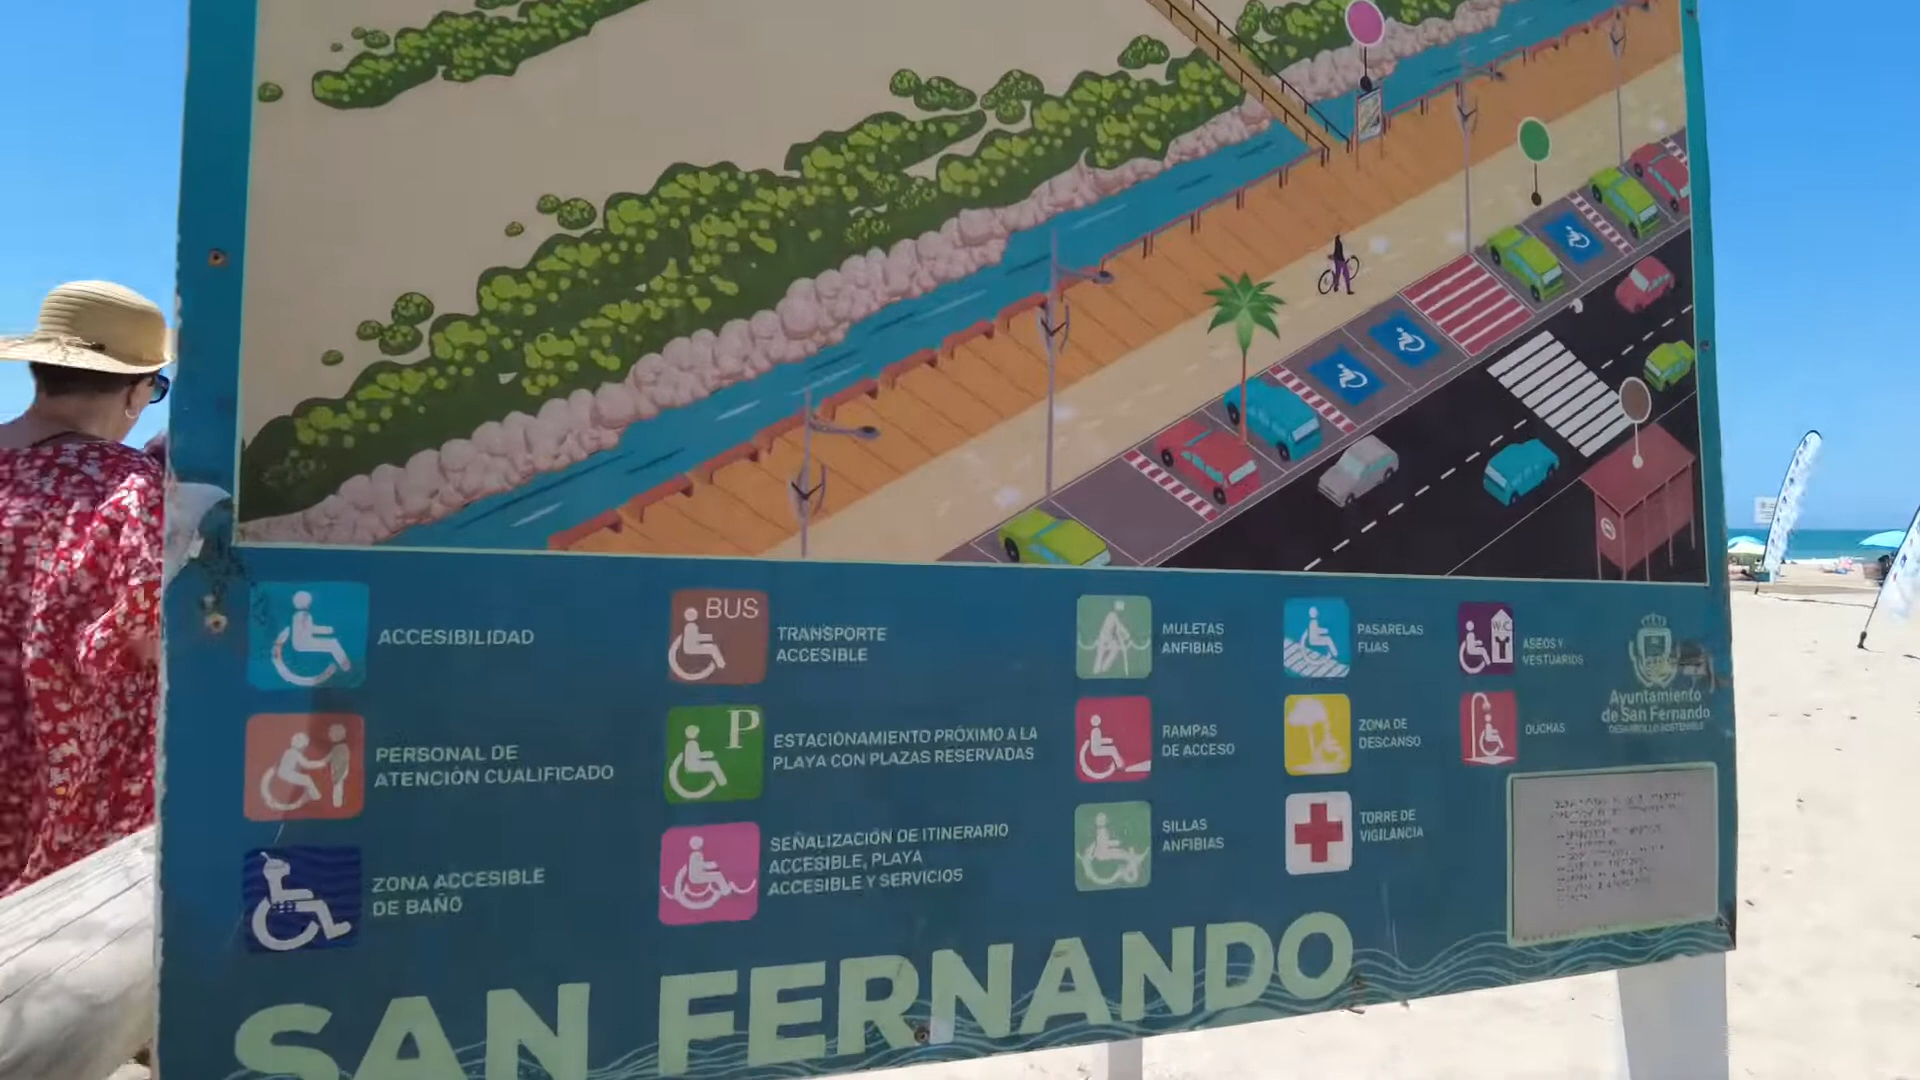 ACCESIBILIDAD
PERSONAL DE
ATENCIÓN CUALIFICADO
ZONA ACCESIBLE
DE BAÑO
BUS
TRANSPORTE
ACCESIBLE
P
ESTACIONAMIENTO PRÓXIMO A LA
PLAYA CON PLAZAS RESERVADAS
SEÑALIZACIÓN DE ITINERARIO
ACCESIBLE, PLAYA
ACCESIBLE Y SERVICIOS
MULETAS
ANFIBIAS
RAMPAS
DE ACCESO
SILLAS
ANFIBIAS
PASARELAS
FIJAS
ZONA DE
DESCANSO
TORRE DE
VIGILANCIA
W.C.
ASEOS Y
VESTUARIOS
DUCHAS
Ayuntamiento
de San Fernando
DESARROLLO SOSTENIBLE
SAN FERNANDO